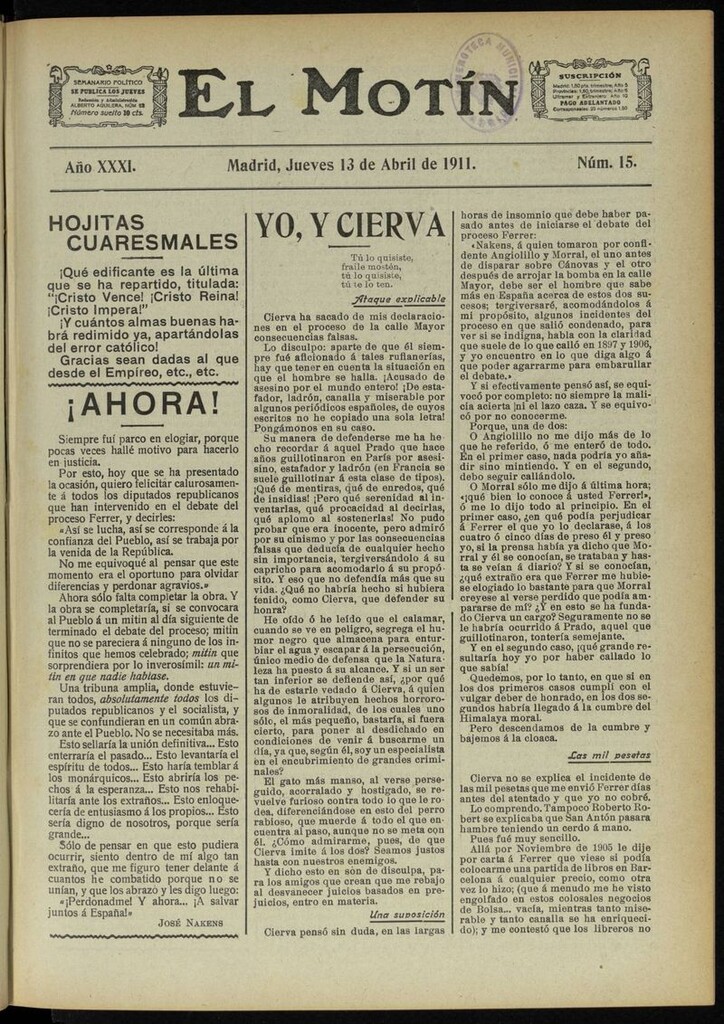 SEMANARIO POLÍTICO
SE PUBLICA LOS JUEVES
Redacción y Administración
ALBERTO AGUILERA, NÚM 52
Número suelto 10 cts.
EL MOTÍN
SUSCRIPCIÓN
PAGO ADELANTADO
Año XXXI.
Madrid, Jueves 13 de Abril de 1911.
Núm. 15.
HOJITAS
CUARESMALES
¡Qué edificante es la última
que se ha repartido, titulada:
"¡Cristo Vence! ¡Cristo Reina!
¡Cristo Impera!"
¡Y cuántos almas buenas ha-
brá redimido ya, apartándolas
del error católico!
Gracias sean dadas al que
desde el Empíreo, etc., etc.
¡AHORA!
Siempre fuí parco en elogiar, porque
pocas veces hallé motivo para hacerlo
en justicia.
Por esto, hoy que se ha presentado
la ocasión, quiero felicitar calurosamen-
te á todos los diputados republicanos
que han intervenido en el debate del
proceso Ferrer, y decirles:
«Así se lucha, así se corresponde á la
confianza del Pueblo, así se trabaja por
la venida de la República.
No me equivoqué al pensar que este
momento era el oportuno para olvidar
diferencias y perdonar agravios.»
Ahora sólo falta completar la obra. Y
la obra se completaría, si se convocara
al Pueblo á un mitin al día siguiente de
terminado el debate del proceso; mitin
que no se pareciera á ninguno de los in-
finitos que hemos celebrado; mitin que
sorprendiera por lo inverosímil: un mi-
tin en que nadie hablase.
Una tribuna amplia, donde estuvie-
ran todos, absolutamente todos los di-
putados republicanos y el socialista, y
que se confundieran en un común abra-
zo ante el Pueblo. No se necesitaba más.
Esto sellaría la unión definitiva... Esto
enterraría el pasado... Esto levantaría el
espíritu de todos... Esto haría temblar á
los monárquicos... Esto abriría los pe-
chos á la esperanza... Esto nos rehabi-
litaría ante los extraños... Esto enloque-
cería de entusiasmo á los propios... Esto
sería digno de nosotros, porque sería
grande...
Sólo de pensar en que esto pudiera
ocurrir, siento dentro de mí algo tan
extraño, que me figuro tener delante á
cuantos he combatido porque no se
unían, y que los abrazo y les digo luego:
«¡Perdonadme! Y ahora... ¡A salvar
juntos á España!»
JOSÉ NAKENS
YO, Y CIERVA
Tú lo quisiste,
fraile mostén,
tú lo quisiste,
tú te lo ten.
Ataque explicable
Cierva ha sacado de mis declaracio-
nes en el proceso de la calle Mayor
consecuencias falsas.
Lo disculpo: aparte de que él siem-
pre fué aficionado á tales rufianerías,
hay que tener en cuenta la situación en
que el hombre se halla. ¡Acusado de
asesino por el mundo entero! ¡De esta-
fador, ladrón, canalla y miserable por
algunos periódicos españoles, de cuyos
escritos no he copiado una sola letra!
Pongámonos en su caso.
Su manera de defenderse me ha he-
cho recordar á aquel Prado que hace
años guillotinaron en París por asesi-
no, estafador y ladrón (en Francia se
suele guillotinar á esta clase de tipos).
¡Qué de mentiras, qué de enredos, qué
de insidias! ¡Pero qué serenidad al in-
ventarlas, qué procacidad al decirlas,
qué aplomo al sostenerlas! No pudo
probar que era inocente, pero admiró
por su cinismo y por las consecuencias
falsas que deducía de cualquier hecho
sin importancia, tergiversándolo á su
capricho para acomodarlo á su propó-
sito. Y eso que no defendía más que su
vida. ¿Qué no habría hecho si hubiera
tenido, como Cierva, que defender su
honra?
He oído ó he leído que el calamar,
cuando se ve en peligro, segrega el hu-
mor negro que almacena para entur-
biar el agua y escapar á la persecución,
único medio de defensa que la Natura-
leza ha puesto á su alcance. Y si un ser
tan inferior se defiende así, ¿por qué
ha de estarle vedado á Cierva, á quien
algunos le atribuyen hechos horroro-
sos de inmoralidad, de los cuales uno
sólo, el más pequeño, bastaría, si fuera
cierto, para poner al desdichado en
condiciones de venir á buscarme un
día, ya que, según él, soy un especialista
en el encubrimiento de grandes crimi-
nales?
El gato más manso, al verse perse-
guido, acorralado y hostigado, se re-
vuelve furioso contra todo lo que le ro-
dea, diferenciándose en esto del perro
rabioso, que muerde á todo el que en-
cuentra al paso, aunque no se meta con
él. ¿Cómo admirarme, pues, de que
Cierva imite á los dos? Seamos justos
hasta con nuestros enemigos.
Y dicho esto en son de disculpa, pa-
ra los amigos que crean que me rebajo
al desvanecer juicios basados en pre-
juicios, entro en materia.
Una suposición
Cierva pensó sin duda, en las largas
horas de insomnio que debe haber pa-
sado antes de iniciarse el debate del
proceso Ferrer:
«Nakens, á quien tomaron por confi-
dente Angiolillo y Morral, el uno antes
de disparar sobre Cánovas y el otro
después de arrojar la bomba en la calle
Mayor, debe ser el hombre que sabe
más en España acerca de estos dos su-
cesos; tergiversaré, acomodándolos á
mi propósito, algunos incidentes del
proceso en que salió condenado, para
ver si se indigna, habla con la claridad
que suele de lo que calló en 1897 y 1906,
y yo encuentro en lo que diga algo á
que poder agarrarme para embarullar
el debate.»
Y si efectivamente pensó así, se equi-
vocó por completo: no siempre la mali-
cia acierta ¡ni el lazo caza. Y se equivo-
có por no conocerme.
Porque, una de dos:
O Angiolillo no me dijo más de lo
que he referido, ó me enteró de todo.
En el primer caso, nada podría yo aña-
dir sino mintiendo. Y en el segundo,
debo seguir callándolo.
O Morral sólo me dijo á última hora;
«¡qué bien lo conoce á usted Ferrer!»,
ó me lo dijo todo al principio. En el
primer caso, ¿en qué podía perjudicar
á Ferrer el que yo lo declarase, á los
cuatro ó cinco días de preso él y preso
yo, si la prensa había ya dicho que Mo-
rral y él se conocían, se trataban y has-
ta se veían á diario? Y si se conocían,
¿qué extraño era que Ferrer me hubie-
se elogiado lo bastante para que Morral
creyese al verse perdido que podía am-
pararse de mí? ¿Y en esto se ha funda-
do Cierva un cargo? Seguramente no se
le habría ocurrido á Prado, aquel que
guillotinaron, tontería semejante.
Y en el segundo caso, ¡qué grande re-
sultaría hoy yo por haber callado lo
que sabía!
Quedemos, por lo tanto, en que si en
los dos primeros casos cumplí con el
vulgar deber de honrado, en los dos se-
gundos habría llegado á la cumbre del
Himalaya moral.
Pero descendamos de la cumbre y
bajemos á la cloaca.
Las mil pesetas
Cierva no se explica el incidente de
las mil pesetas que me envió Ferrer días
antes del atentado y que yo no cobré.
Lo comprendo. Tampoco Roberto Ro-
bert se explicaba que San Antón pasara
hambre teniendo un cerdo á mano.
Pues fué muy sencillo.
Allá por Noviembre de 1905 le dije
por carta á Ferrer que viese si podía
colocarme una partida de libros en Bar-
celona á cualquier precio, como otra
vez lo hizo; (que á menudo me he visto
engolfado en estos colosales negocios
de Bolsa... vacía, mientras tanto mise-
rable y tanto canalla se ha enriqueci-
do); y me contestó que los libreros no